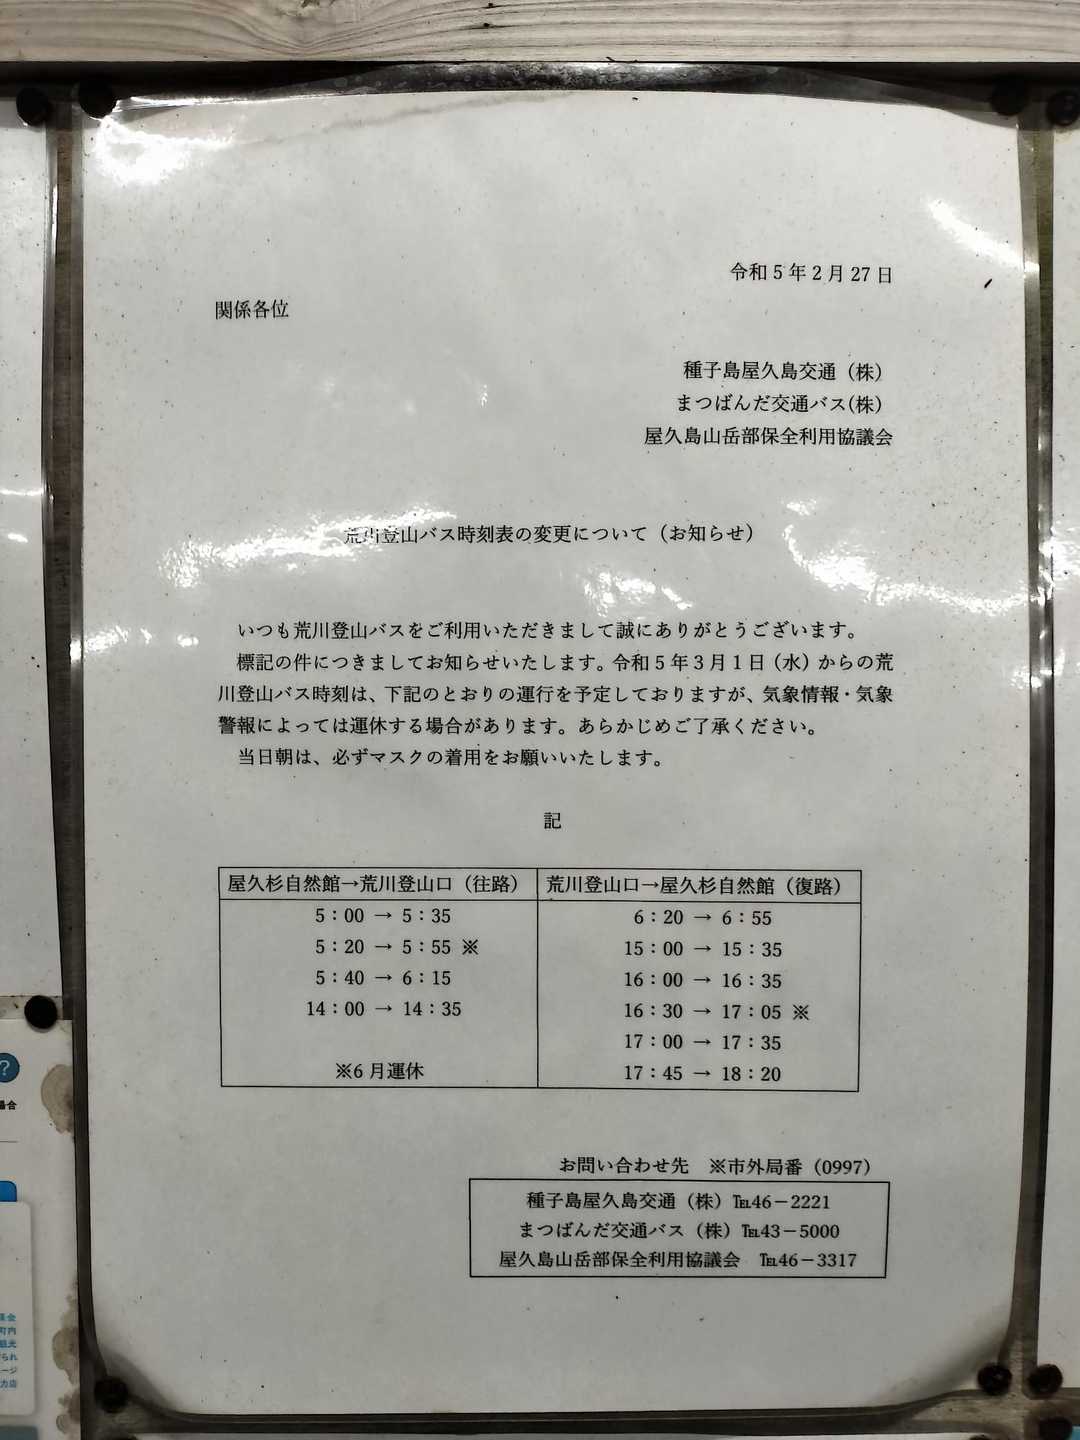 令和5年2月27日
関係各位
種子島屋久島交通（株）
まつばんだ交通バス(株)
屋久島山岳部保全利用協議会
荒川登山バス時刻表の変更について（お知らせ）
いつも荒川登山バスをご利用いただきまして誠にありがとうございます。
標記の件につきましてお知らせいたします。令和5年3月1日（水）からの荒
川登山バス時刻は、下記のとおりの運行を予定しておりますが、気象情報・気象
警報によっては運休する場合があります。あらかじめご了承ください。
当日朝は、必ずマスクの着用をお願いいたします。
記
屋久杉自然館→荒川登山口（往路）
5：00 → 5：35
5：20 → 5：55 ※
5：40 → 6：15
14：00 → 14：35
※6月運休
荒川登山口→屋久杉自然館（復路）
6：20 → 6：55
15：00 → 15：35
16：00 → 16：35
16：30 → 17：05 ※
17：00 → 17：35
17：45 → 18：20
お問い合わせ先　※市外局番（0997）
種子島屋久島交通（株）℡46－2221
まつばんだ交通バス（株）℡43－5000
屋久島山岳部保全利用協議会　℡46－3317
?
場合
町内
観光
られ
ージ
力店